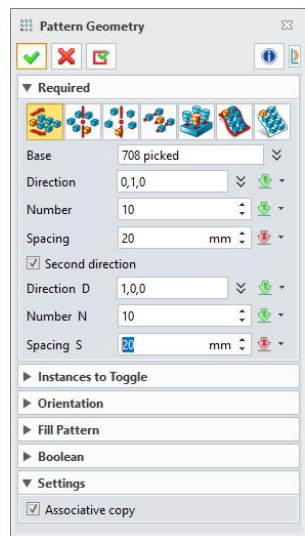 Pattern Geometry
Required
Base 708 picked
Direction 0,1,0
Number 10
Spacing 20 mm
Second direction
Direction D 1,0,0
Number N 10
Spacing S 20 mm
Instances to Toggle
Orientation
Fill Pattern
Boolean
Settings
Associative copy